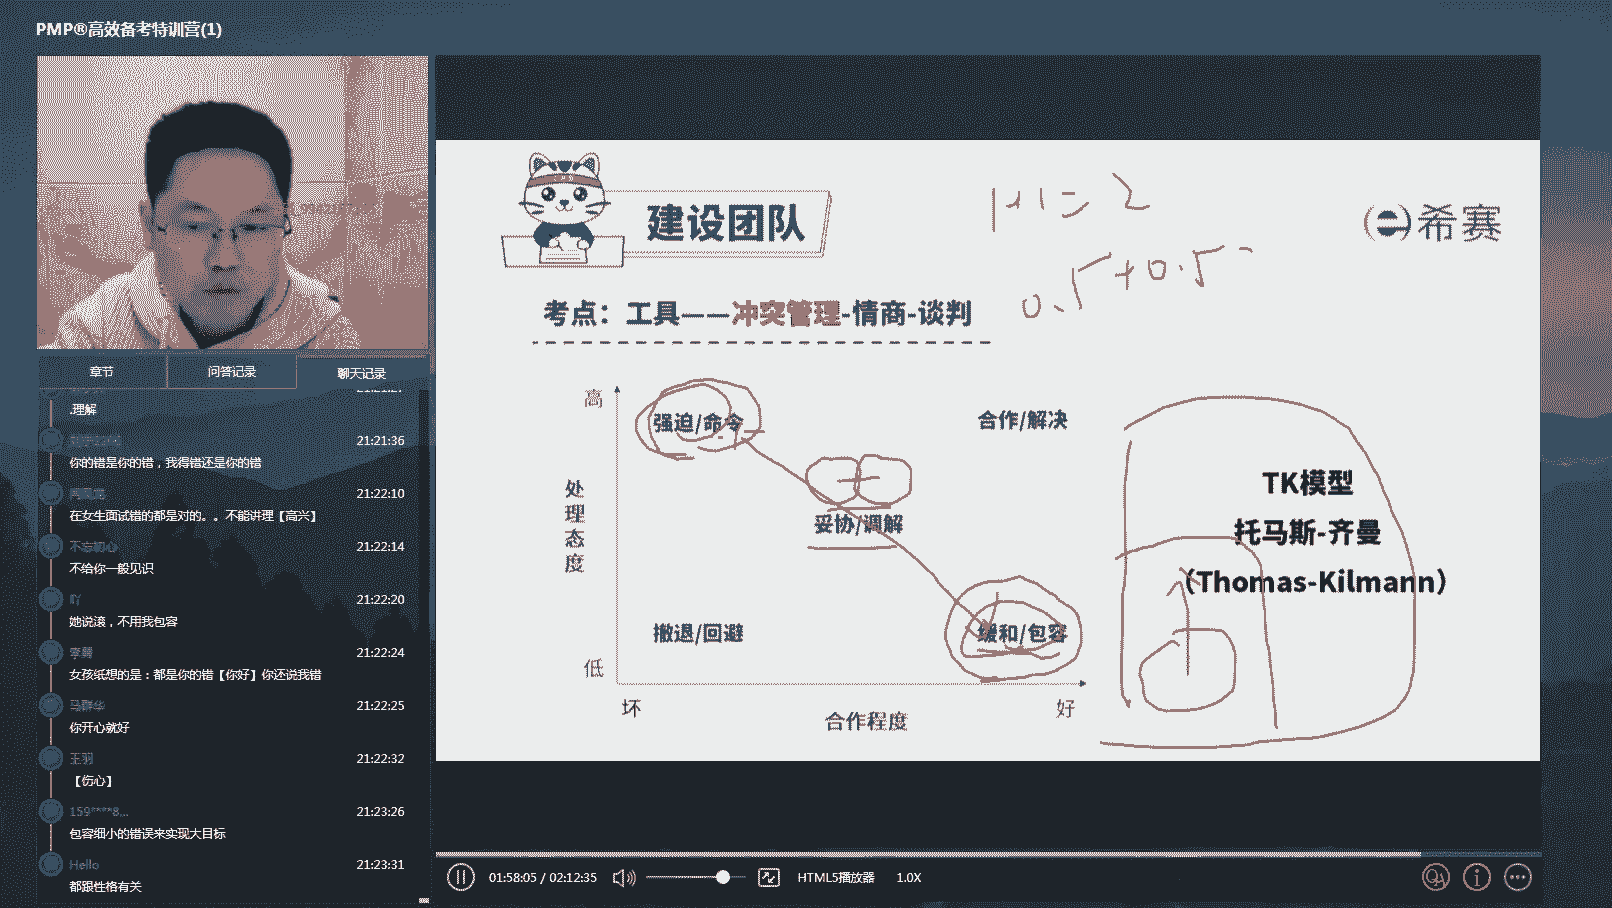 PMP®高效备考特训营(1)
章节
问答记录
聊天记录
.理解
21:21:36
你的错是你的错，我得错还是你的错
21:22:10
在女生面试错的都是对的。。不能讲理【高兴】
不忘初心
21:22:14
不给你一般见识
吖
21:22:20
她说滚，不用我包容
21:22:24
女孩纸想的是：都是你的错【你好】你还说我错
21:22:25
你开心就好
王羽
21:22:32
【伤心】
159****8...
21:23:26
包容细小的错误来实现大目标
Hello
21:23:31
都跟性格有关
建设团队
1+1=2
0.5+0.5
希赛
考点：工具——冲突管理-情商-谈判
高
强迫/命令
合作/解决
处理态度
妥协/调解
撤退/回避
缓和/包容
低
坏
合作程度
好
TK模型
托马斯-齐曼
（Thomas-Kilmann）
01:58:05 / 02:12:35
HTML5播放器
1.0X